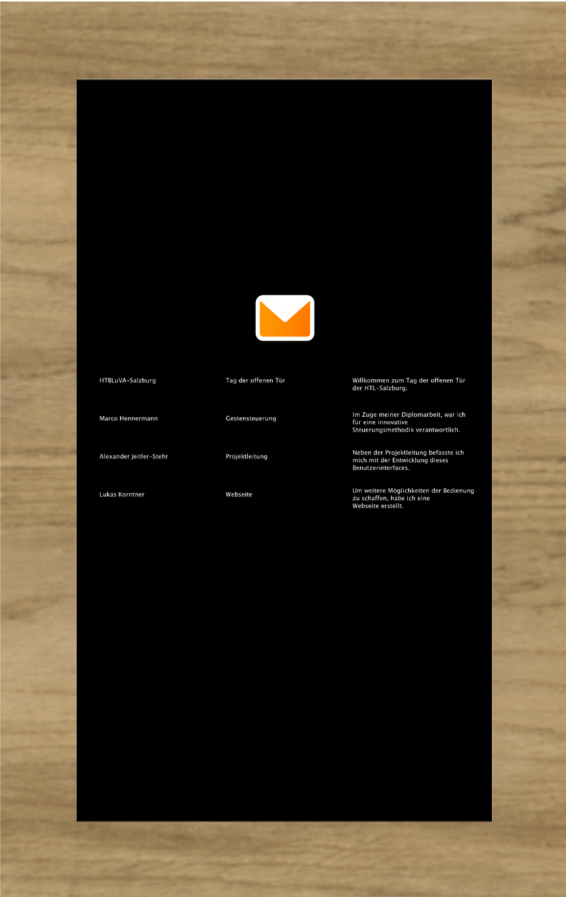 HTBLuVA-Salzburg
Tag der offenen Tür
Willkommen zum Tag der offenen Tür
der HTL-Salzburg.
Marco Hennermann
Gestensteuerung
Im Zuge meiner Diplomarbeit, war ich
für eine innovative
Steuerungsmethodik verantwortlich.
Alexander Jeitler-Stehr
Projektleitung
Neben der Projektleitung befasste ich
mich mit der Entwicklung dieses
Benutzerinterfaces.
Lukas Korntner
Webseite
Um weitere Möglichkeiten der Bedienung
zu schaffen, habe ich eine
Webseite erstellt.